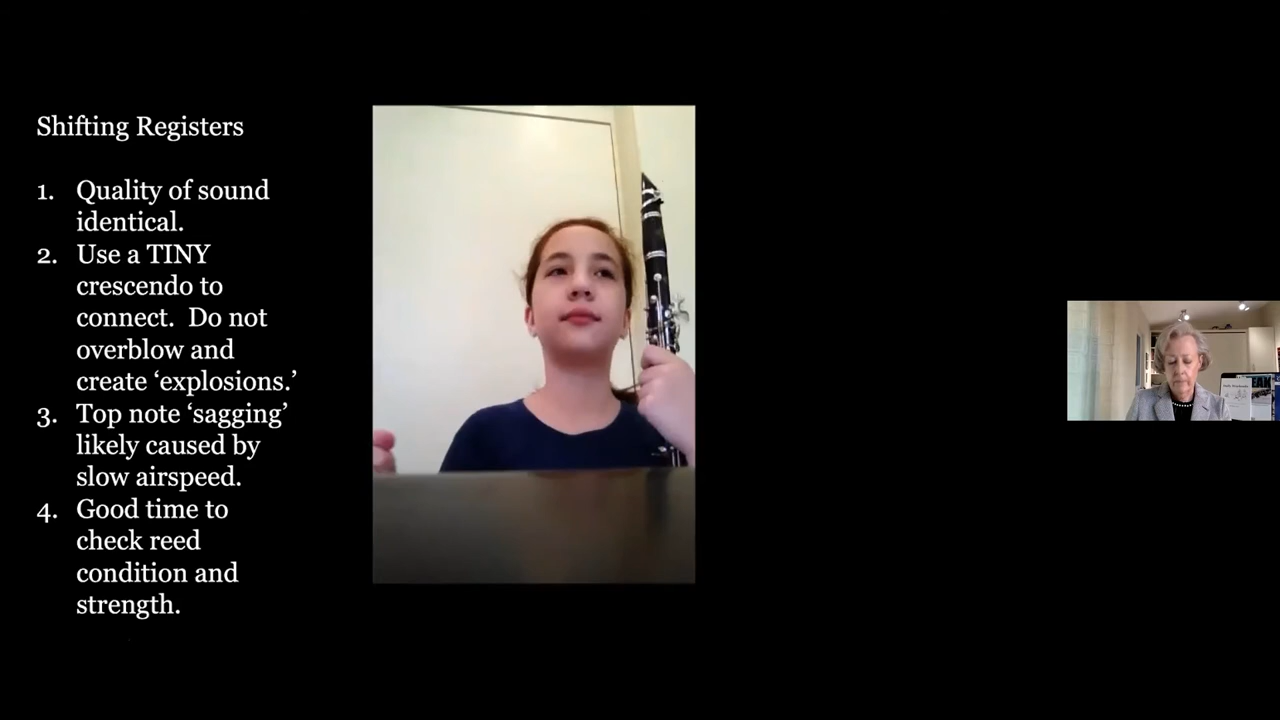 Shifting Registers
1. Quality of sound
identical.
2. Use a TINY
crescendo to
connect. Do not
overblow and
create ‘explosions.’
3. Top note ‘sagging’
likely caused by
slow airspeed.
4. Good time to
check reed
condition and
strength.